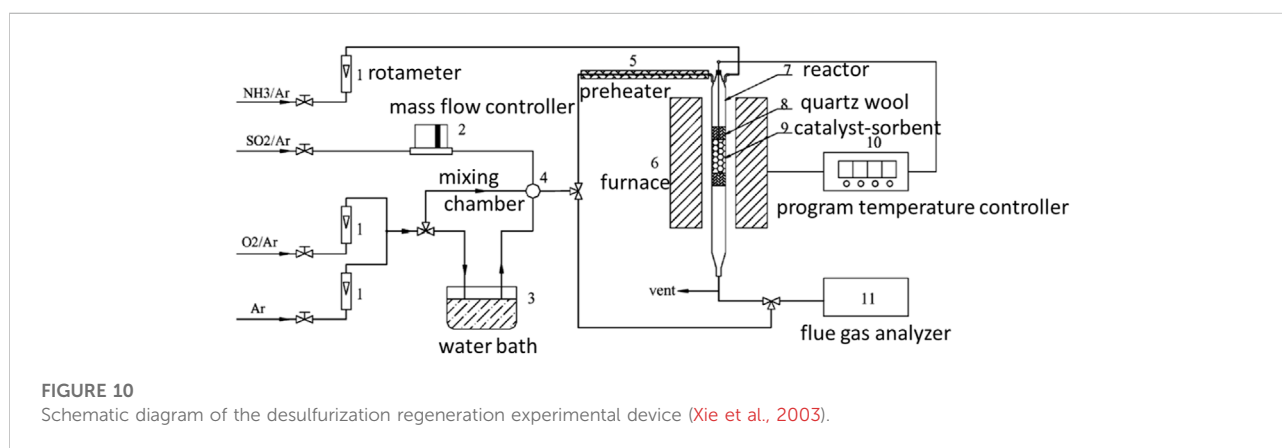 5
1 rotameter
7 reactor
NH3/Ar
preheater
mass flow controller
8 quartz wool
2
9 catalyst-sorbent
SO2/Ar
10
6
4
mixing
furnace
chamber
program temperature controller
1
O2/Ar
1
3
vent
11
Ar
water bath
flue gas analyzer
FIGURE 10
Schematic diagram of the desulfurization regeneration experimental device (Xie et al., 2003).